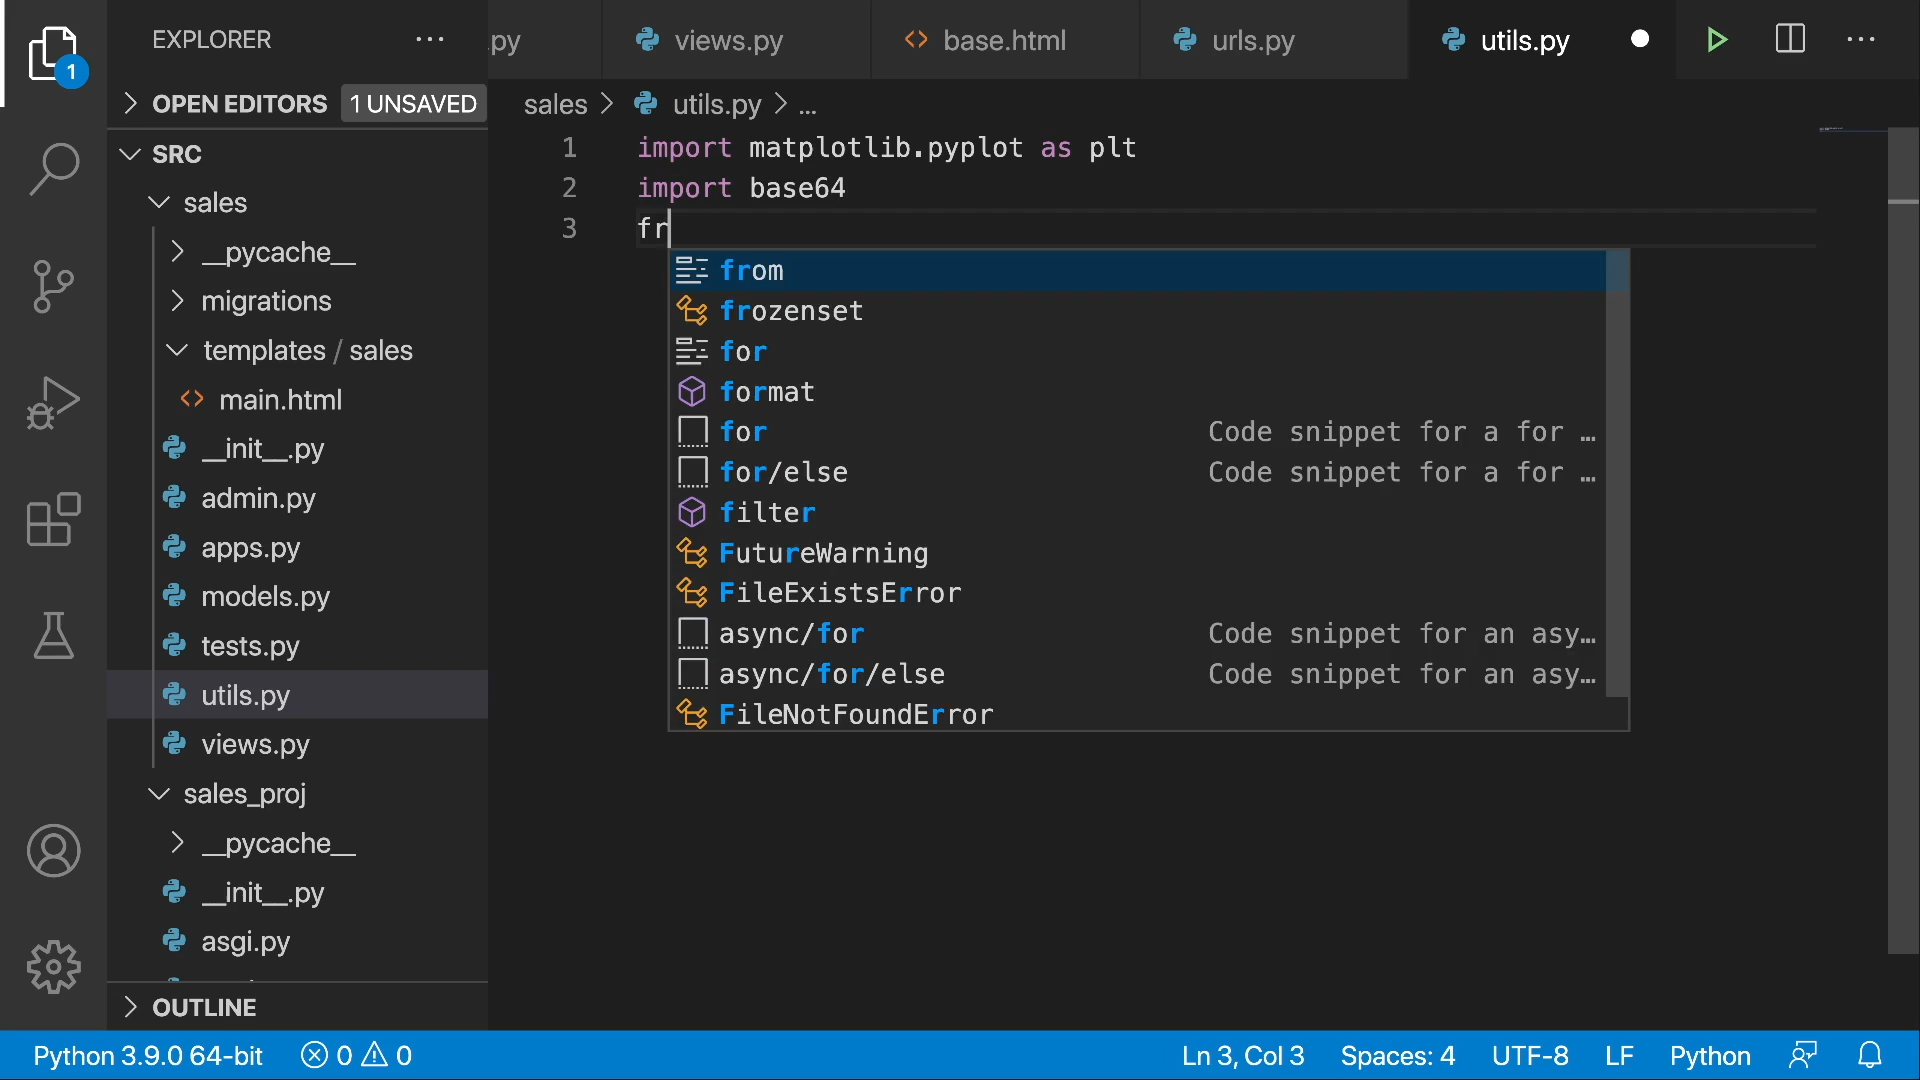 EXPLORER ...
.py
views.py
<> base.html
urls.py
utils.py
...
1
OPEN EDITORS 1 UNSAVED
sales > utils.py > ...
SRC
sales
__pycache__
migrations
templates / sales
<> main.html
__init__.py
admin.py
apps.py
models.py
tests.py
utils.py
views.py
sales_proj
__pycache__
__init__.py
asgi.py
OUTLINE
1 import matplotlib.pyplot as plt
2 import base64
3 fr
from
frozenset
for
format
for Code snippet for a for …
for/else Code snippet for a for …
filter
FutureWarning
FileExistsError
async/for Code snippet for an asy…
async/for/else Code snippet for an asy…
FileNotFoundError
Python 3.9.0 64-bit 0 0 Ln 3, Col 3 Spaces: 4 UTF-8 LF Python